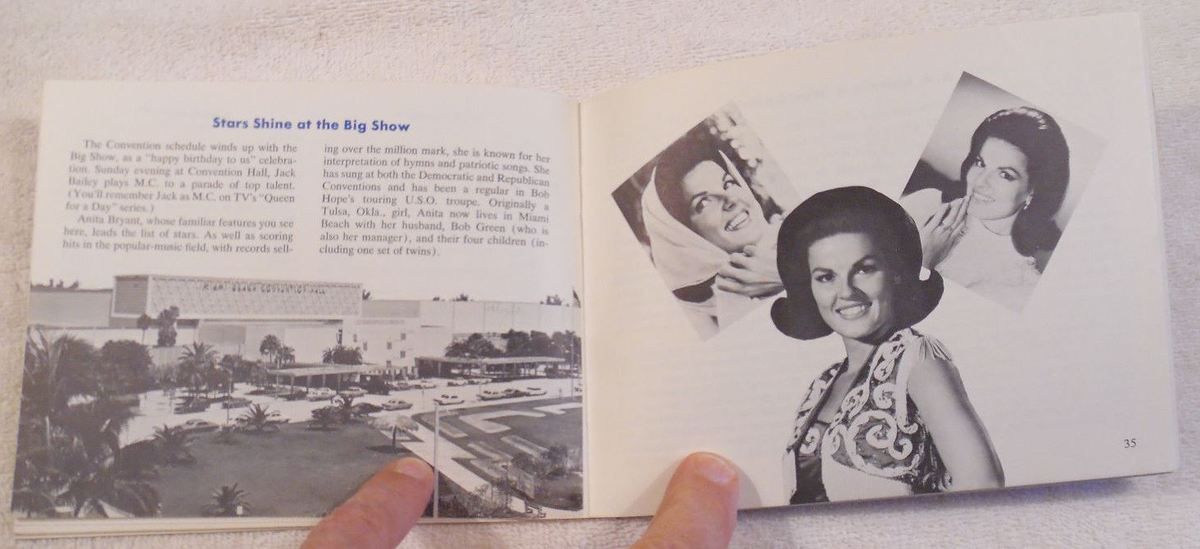 Stars Shine at the Big Show
The Convention schedule winds up with the
Big Show, as a "happy birthday to us" celebra-
tion. Sunday evening at Convention Hall, Jack
Bailey plays M.C. to a parade of top talent.
(You'll remember Jack as M.C. on TV's "Queen
for a Day" series.)
Anita Bryant, whose familiar features you see
here, leads the list of stars. As well as scoring
hits in the popular-music field, with records sell-
ing over the million mark, she is known for her
interpretation of hymns and patriotic songs. She
has sung at both the Democratic and Republican
Conventions and has been a regular in Bob
Hope's touring U.S.O. troupe. Originally a
Tulsa, Okla., girl, Anita now lives in Miami
Beach with her husband, Bob Green (who is
also her manager), and their four children (in-
cluding one set of twins).
MIAMI BEACH CONVENTION HALL
35